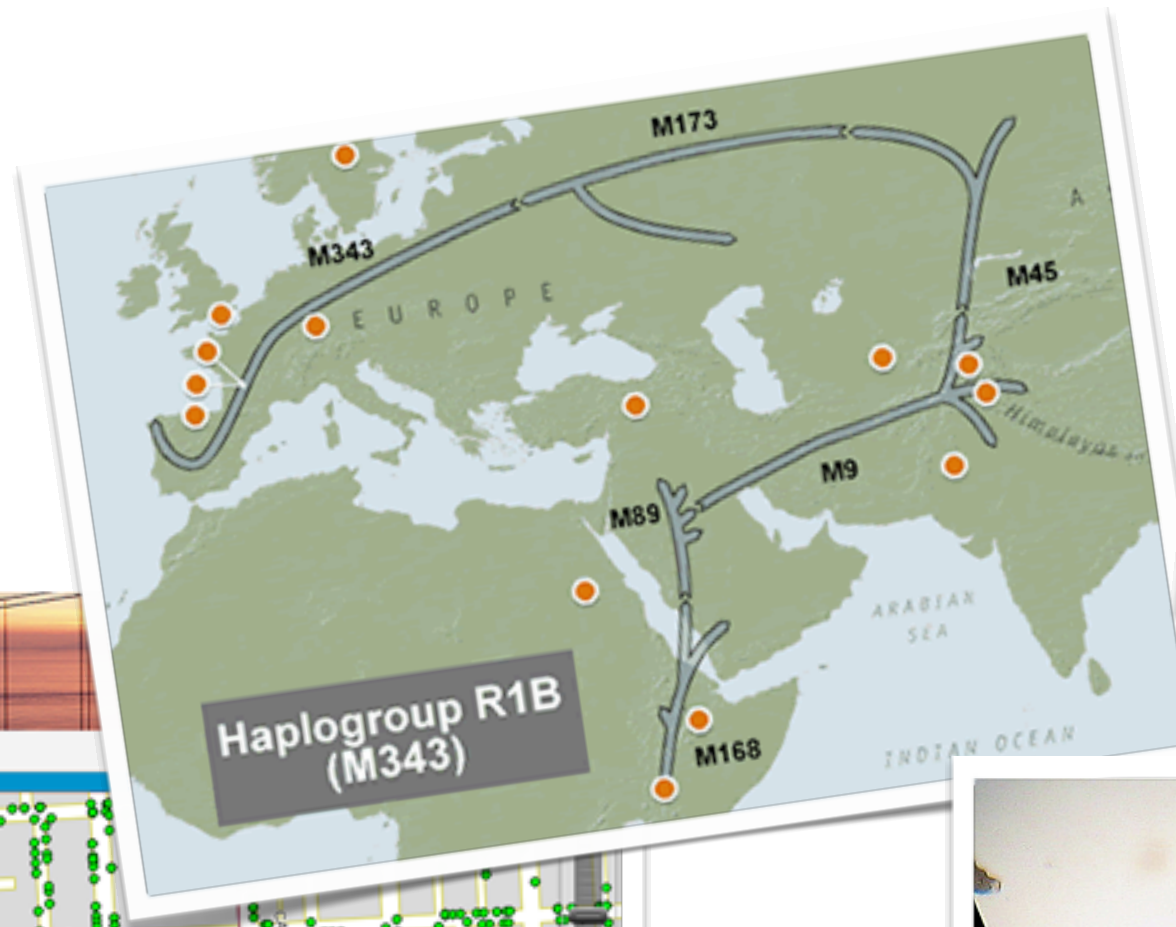 M173
M343
EUROPE
A
M45
Himalayas
M9
M89
ARABIAN
SEA
Haplogroup R1B
(M343)
M168
INDIAN OCEAN